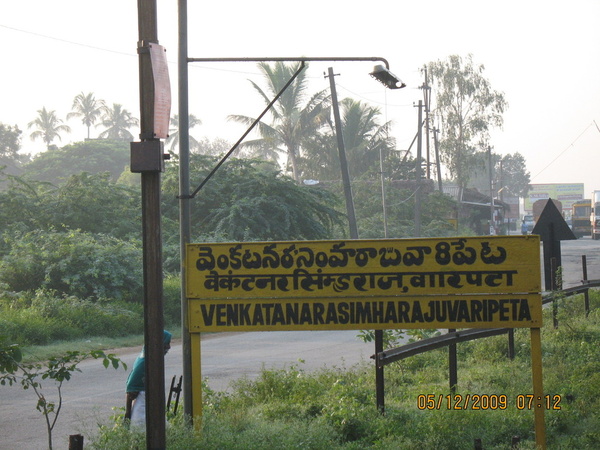 వెంకటనరసింహరాజువారిపేట
वेंकटनरसिम्हराजुवारिपेटा
VENKATANARASIMHARAJUVARIPETA
05/12/2009 07:12